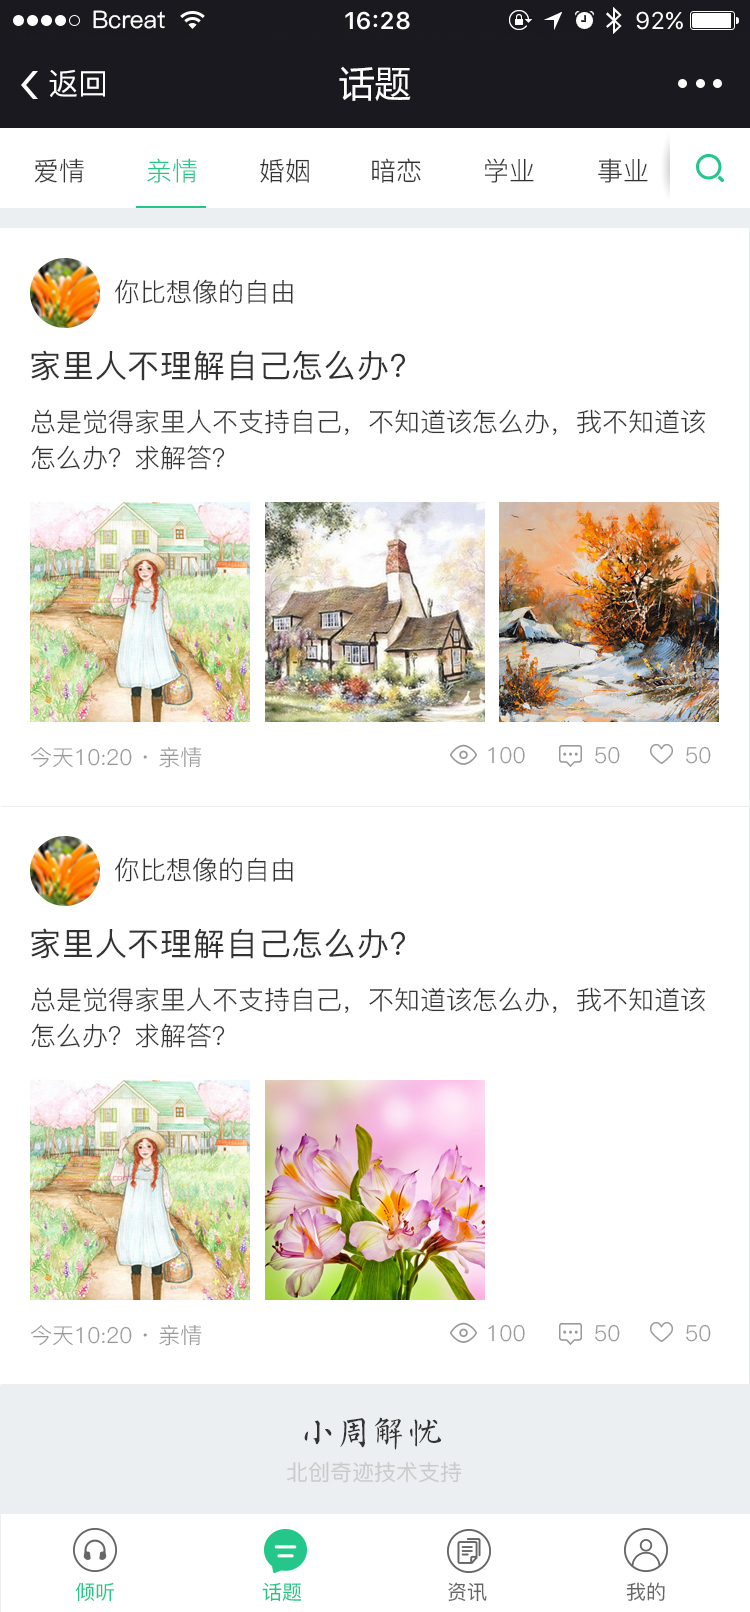 Bcreat 16:28 92%
返回 话题
爱情 亲情 婚姻 暗恋 学业 事业
你比想像的自由
家里人不理解自己怎么办?
总是觉得家里人不支持自己，不知道该怎么办，我不知道该
怎么办？求解答?
今天10:20 · 亲情 100 50 50
你比想像的自由
家里人不理解自己怎么办?
总是觉得家里人不支持自己，不知道该怎么办，我不知道该
怎么办？求解答?
今天10:20 · 亲情 100 50 50
小周解忧
北创奇迹技术支持
倾听 话题 资讯 我的